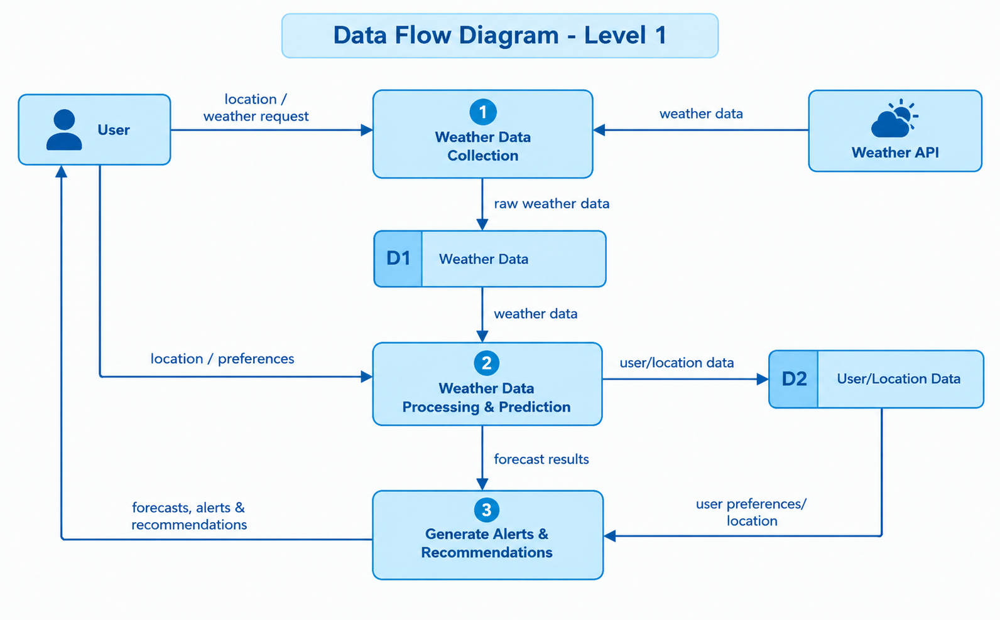 Data Flow Diagram - Level 1
User
location /
weather request
1
Weather Data
Collection
weather data
Weather API
raw weather data
D1
Weather Data
weather data
location / preferences
2
Weather Data
Processing & Prediction
user/location data
D2
User/Location Data
forecast results
forecasts, alerts &
recommendations
3
Generate Alerts &
Recommendations
user preferences/
location